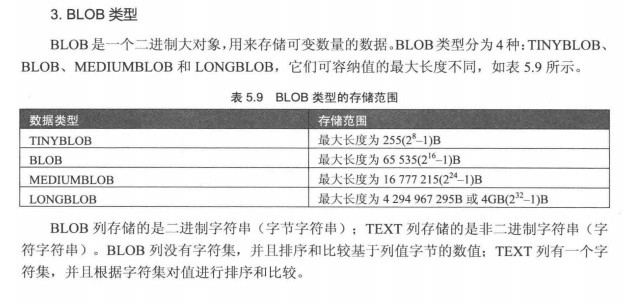 3. BLOB 类型
BLOB 是一个二进制大对象，用来存储可变数量的数据。BLOB 类型分为 4 种：TINYBLOB、
BLOB、MEDIUMBLOB 和 LONGBLOB，它们可容纳值的最大长度不同，如表 5.9 所示。
表 5.9 BLOB 类型的存储范围
数据类型 存储范围
TINYBLOB 最大长度为 255(2⁸–1)B
BLOB 最大长度为 65 535(2¹⁶–1)B
MEDIUMBLOB 最大长度为 16 777 215(2²⁴–1)B
LONGBLOB 最大长度为 4 294 967 295B 或 4GB(2³²–1)B
BLOB 列存储的是二进制字符串（字节字符串）；TEXT 列存储的是非二进制字符串（字
符字符串）。BLOB 列没有字符集，并且排序和比较基于列值字节的数值；TEXT 列有一个字
符集，并且根据字符集对值进行排序和比较。